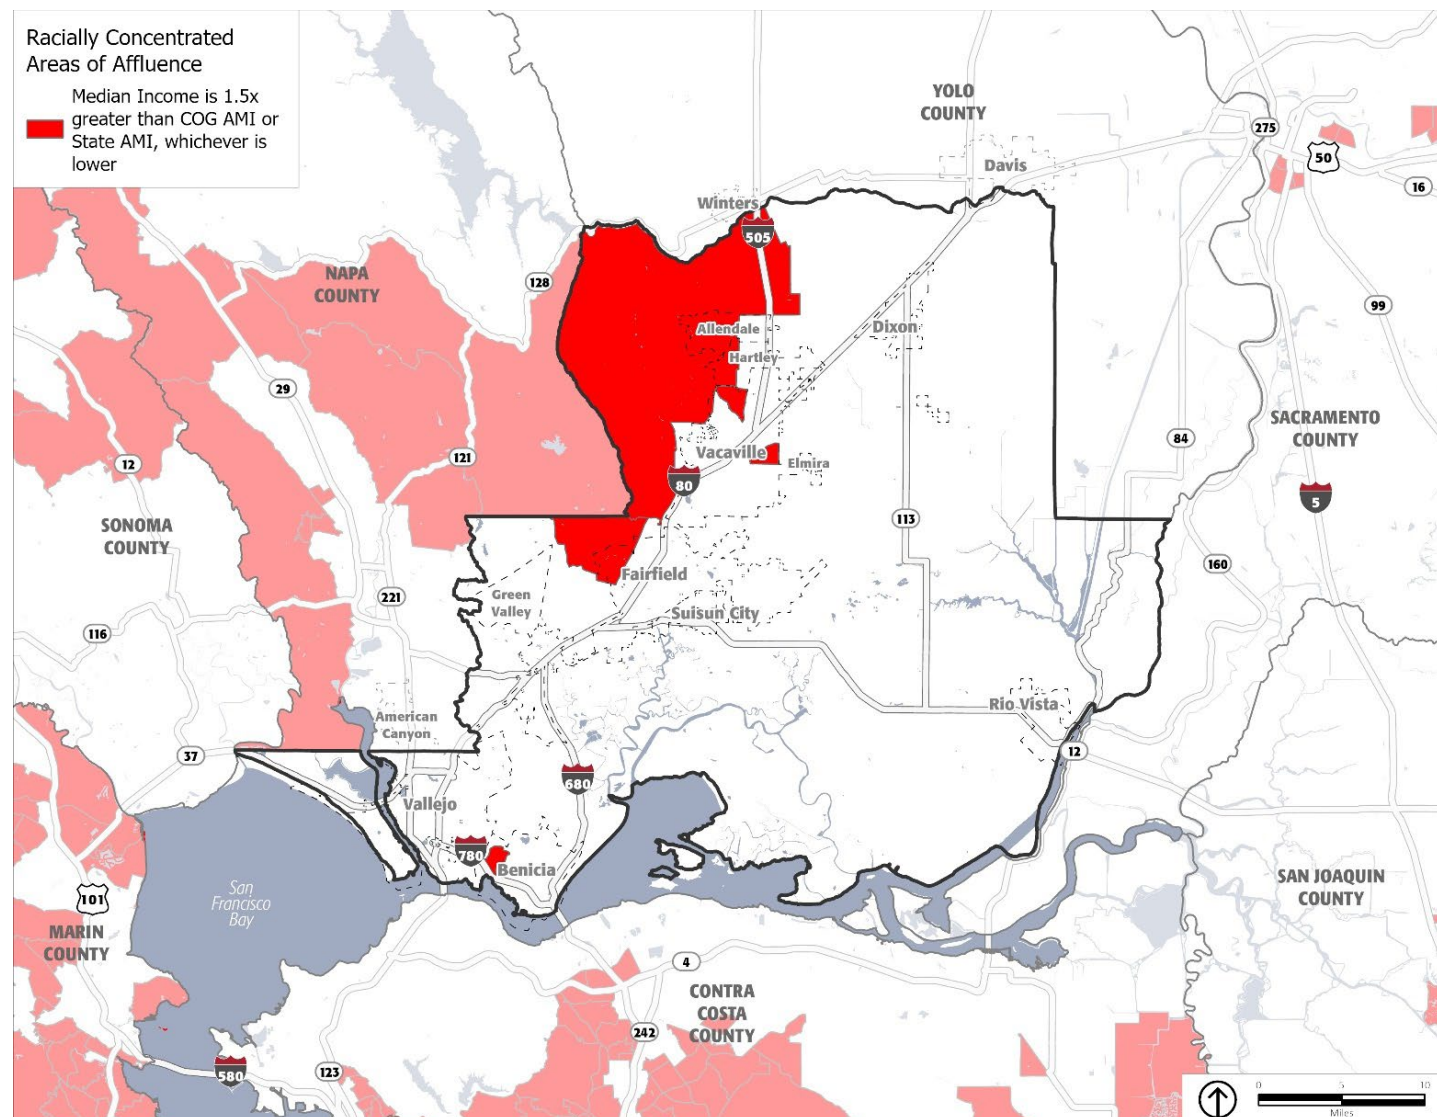 Racially Concentrated
Areas of Affluence
Median Income is 1.5x
greater than COG AMI or
State AMI, whichever is
lower
YOLO
COUNTY
275
50
Davis
16
Winters
505
NAPA
COUNTY
128
99
Allendale
Dixon
Hartley
29
SACRAMENTO
COUNTY
84
12
121
Vacaville
Elmira
80
5
SONOMA
COUNTY
113
160
Fairfield
Green
Valley
221
Suisun City
116
Rio Vista
American
Canyon
12
37
680
Vallejo
780
Benicia
San
Francisco
Bay
101
SAN JOAQUIN
COUNTY
MARIN
COUNTY
4
CONTRA
COSTA
COUNTY
242
580
123
0 5 10
Miles